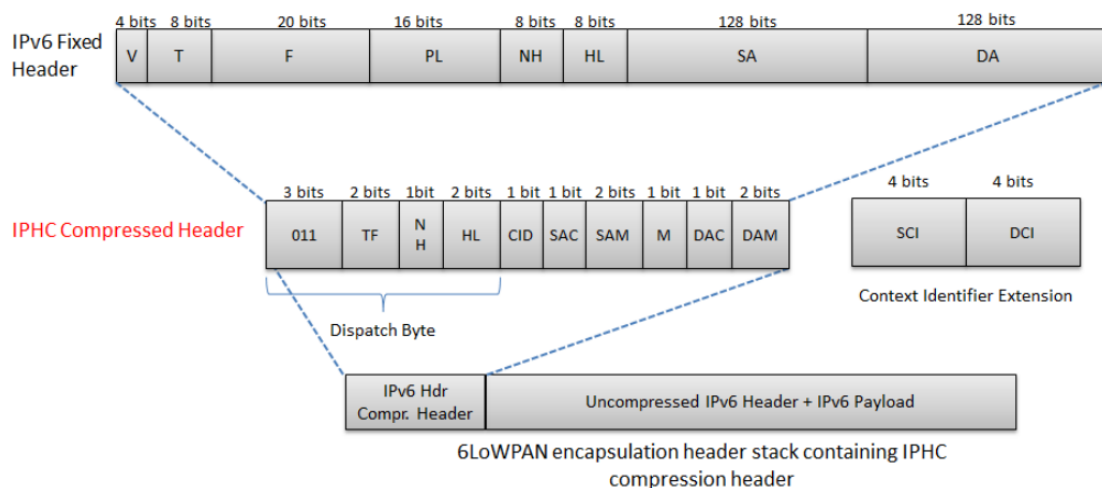 4 bits 8 bits 20 bits 16 bits 8 bits 8 bits 128 bits 128 bits
IPv6 Fixed
Header
V T F PL NH HL SA DA
3 bits 2 bits 1bit 2 bits 1 bit 1 bit 2 bits 1 bit 1 bit 2 bits
4 bits 4 bits
IPHC Compressed Header
011 TF N
H HL CID SAC SAM M DAC DAM
SCI DCI
Context Identifier Extension
Dispatch Byte
IPv6 Hdr
Compr. Header
Uncompressed IPv6 Header + IPv6 Payload
6LoWPAN encapsulation header stack containing IPHC
compression header